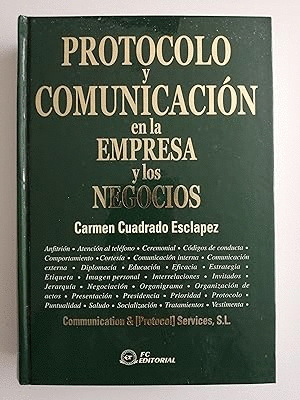 PROTOCOLO
y
COMUNICACIÓN
en la
EMPRESA
y los
NEGOCIOS
Carmen Cuadrado Esclapez
Anfitrión • Atención al teléfono • Ceremonial • Códigos de conducta •
Comportamiento • Cortesía • Comunicación interna • Comunicación
externa • Diplomacia • Educación • Eficacia • Estrategia •
Etiqueta • Imagen personal • Interrelaciones • Invitados •
Jerarquía • Negociación • Organigrama • Organización de
actos • Presentación • Presidencia • Prioridad • Protocolo •
Puntualidad • Saludo • Socialización • Tratamientos • Vestimenta •
Communication & [Protocol] Services, S.L.
FC
EDITORIAL